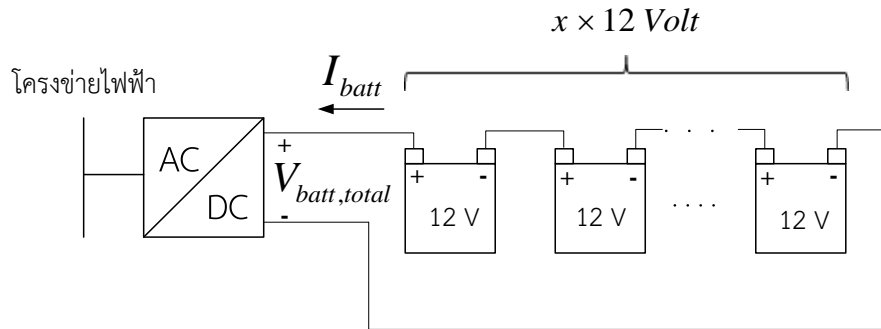 x × 12 Volt
โครงข่ายไฟฟ้า
I_batt
AC
DC
+
V_batt,total
-
+ -
12 V
+ -
12 V
. . .
. . . .
+ -
12 V